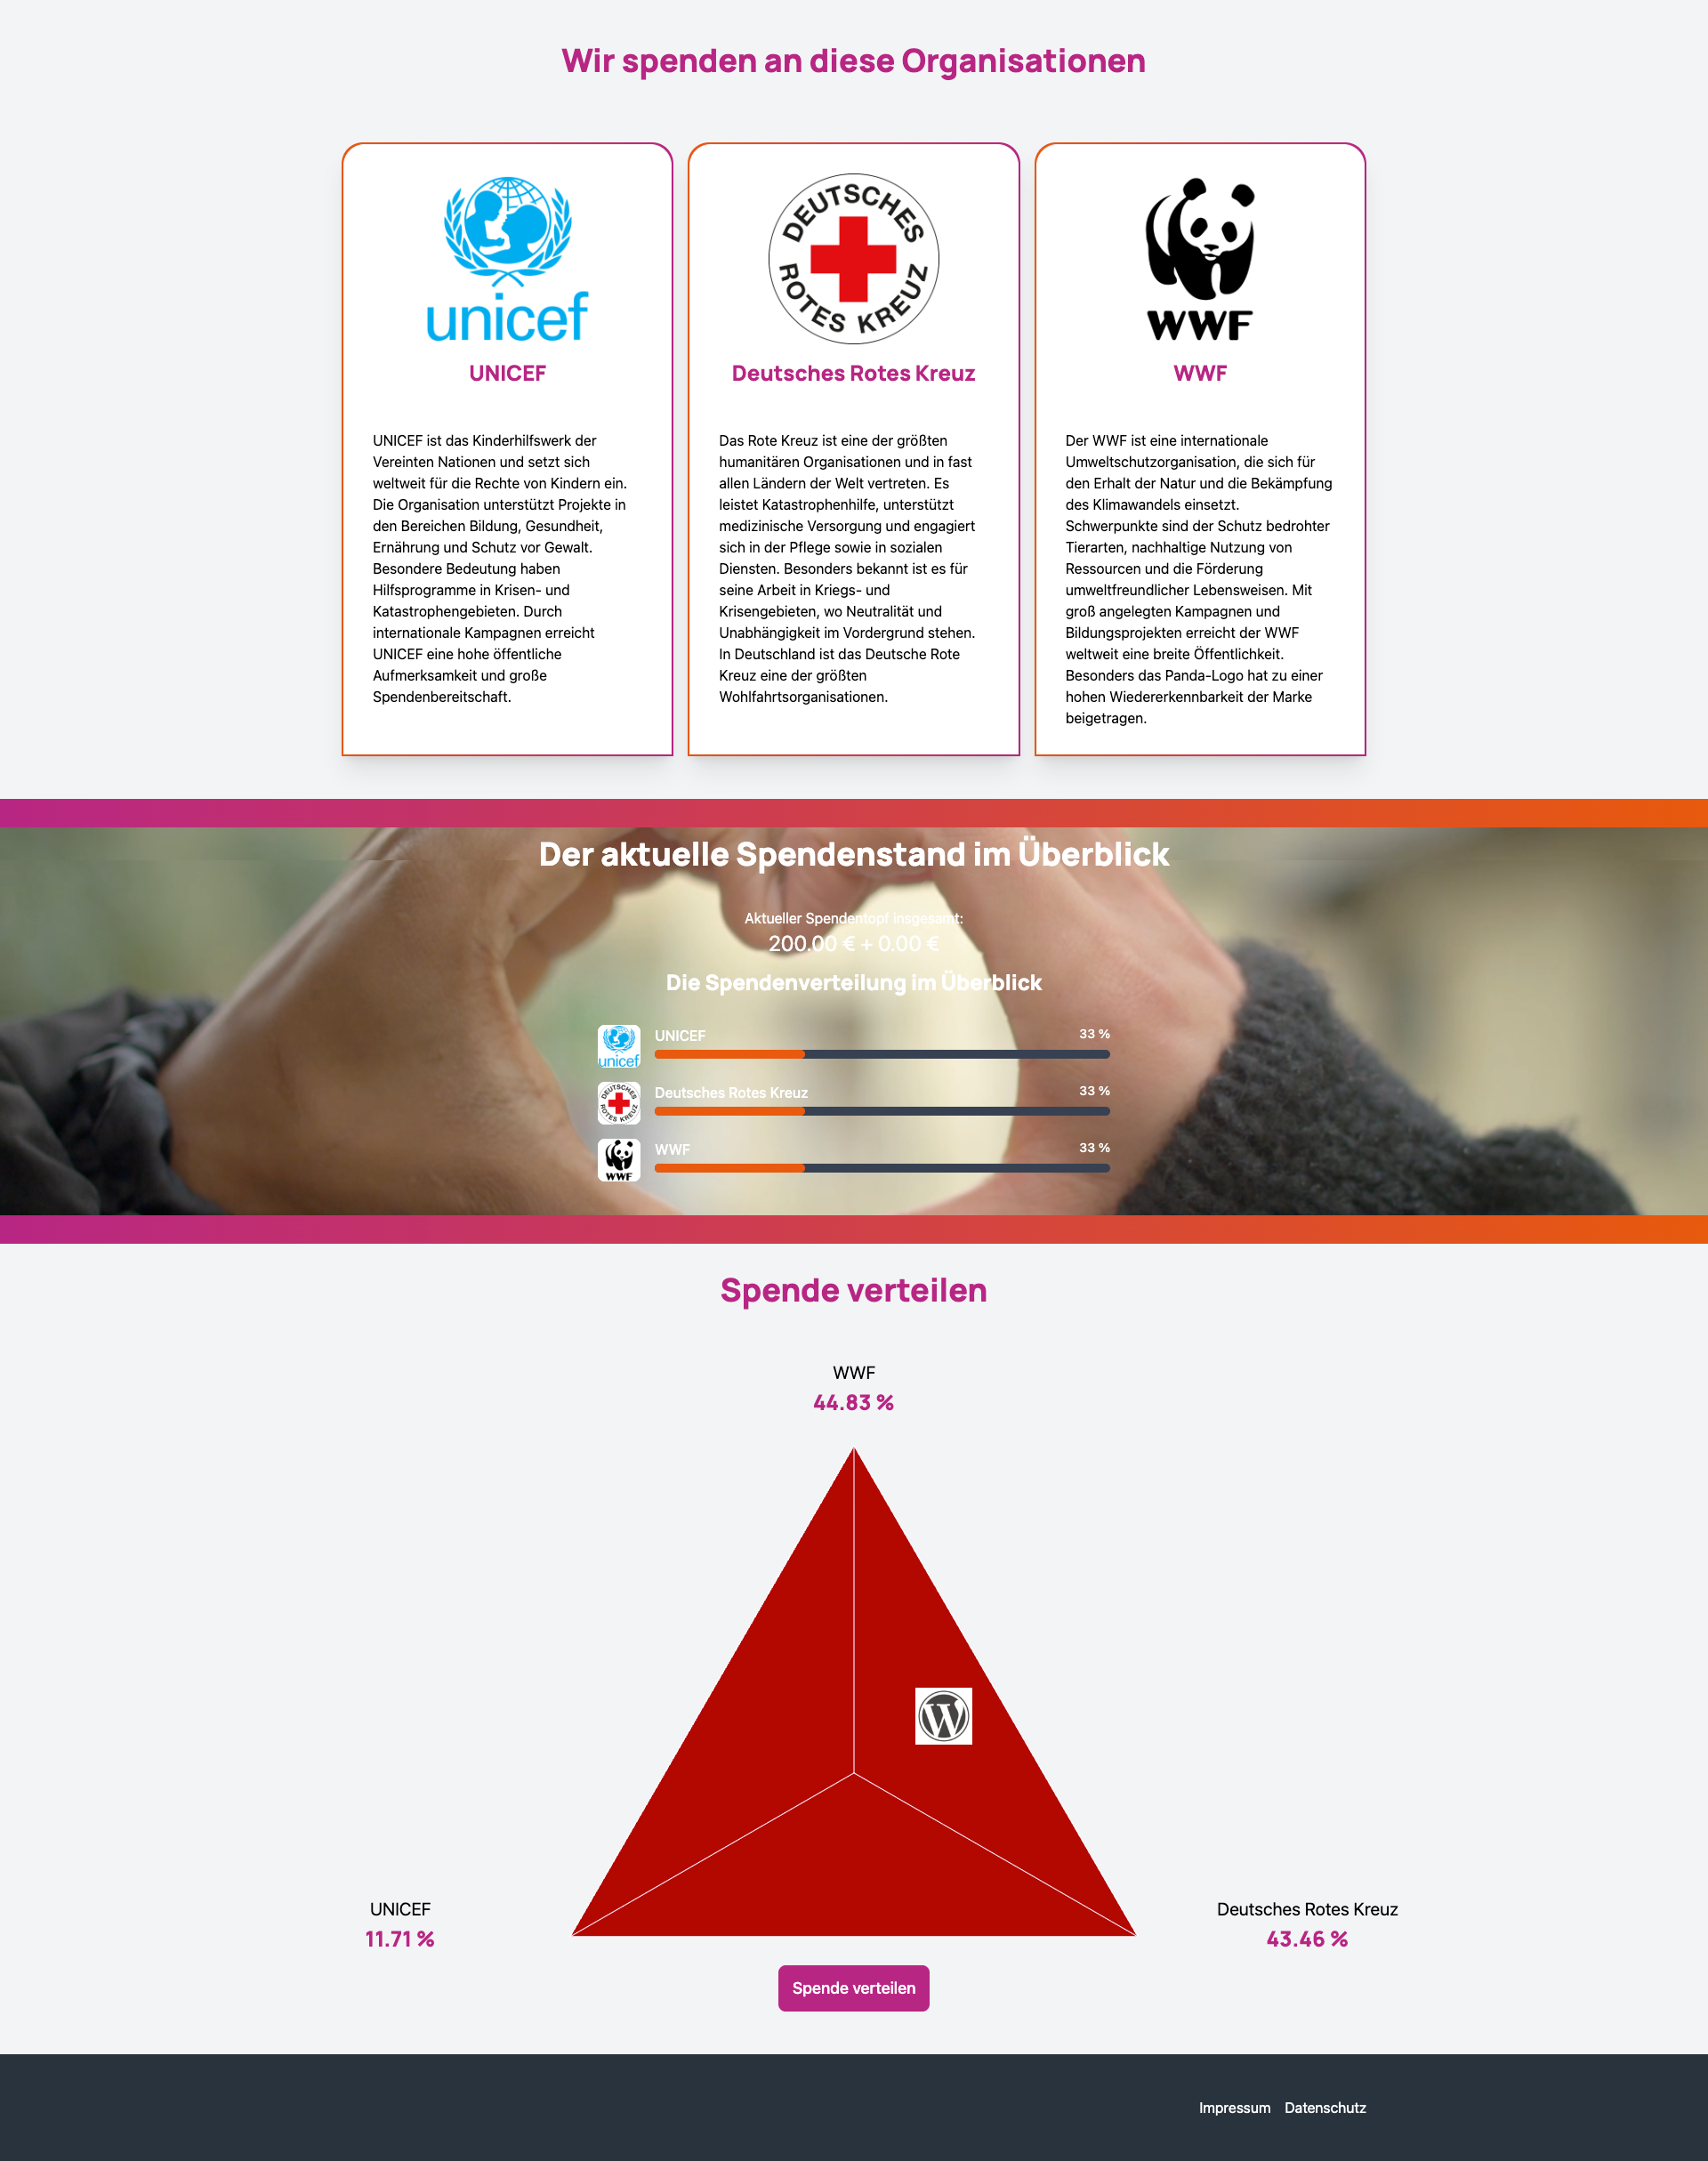 Wir spenden an diese Organisationen
unicef
UNICEF
UNICEF ist das Kinderhilfswerk der
Vereinten Nationen und setzt sich
weltweit für die Rechte von Kindern ein.
Die Organisation unterstützt Projekte in
den Bereichen Bildung, Gesundheit,
Ernährung und Schutz vor Gewalt.
Besondere Bedeutung haben
Hilfsprogramme in Krisen- und
Katastrophengebieten. Durch
internationale Kampagnen erreicht
UNICEF eine hohe öffentliche
Aufmerksamkeit und große
Spendenbereitschaft.
DEUTSCHES
ROTES KREUZ
Deutsches Rotes Kreuz
Das Rote Kreuz ist eine der größten
humanitären Organisationen und in fast
allen Ländern der Welt vertreten. Es
leistet Katastrophenhilfe, unterstützt
medizinische Versorgung und engagiert
sich in der Pflege sowie in sozialen
Diensten. Besonders bekannt ist es für
seine Arbeit in Kriegs- und
Krisengebieten, wo Neutralität und
Unabhängigkeit im Vordergrund stehen.
In Deutschland ist das Deutsche Rote
Kreuz eine der größten
Wohlfahrtsorganisationen.
WWF
WWF
Der WWF ist eine internationale
Umweltschutzorganisation, die sich für
den Erhalt der Natur und die Bekämpfung
des Klimawandels einsetzt.
Schwerpunkte sind der Schutz bedrohter
Tierarten, nachhaltige Nutzung von
Ressourcen und die Förderung
umweltfreundlicher Lebensweisen. Mit
groß angelegten Kampagnen und
Bildungsprojekten erreicht der WWF
weltweit eine breite Öffentlichkeit.
Besonders das Panda-Logo hat zu einer
hohen Wiedererkennbarkeit der Marke
beigetragen.
Der aktuelle Spendenstand im Überblick
Aktueller Spendentopf insgesamt:
200.00 € + 0.00 €
Die Spendenverteilung im Überblick
unicef
UNICEF 33 %
DEUTSCHES
ROTES KREUZ
Deutsches Rotes Kreuz 33 %
WWF
WWF 33 %
Spende verteilen
WWF
44.83 %
W
UNICEF
11.71 %
Deutsches Rotes Kreuz
43.46 %
Spende verteilen
Impressum Datenschutz